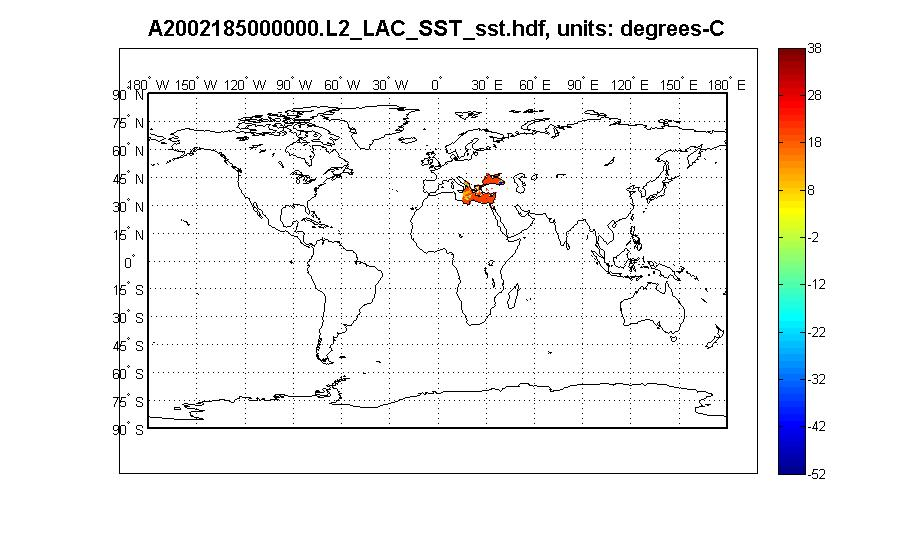 A2002185000000.L2_LAC_SST_sst.hdf, units: degrees-C
180° W 150° W 120° W 90° W 60° W 30° W 0° 30° E 60° E 90° E 120° E 150° E 180° E
90° N
75° N
60° N
45° N
30° N
15° N
0°
15° S
30° S
45° S
60° S
75° S
90° S
38
28
18
8
-2
-12
-22
-32
-42
-52